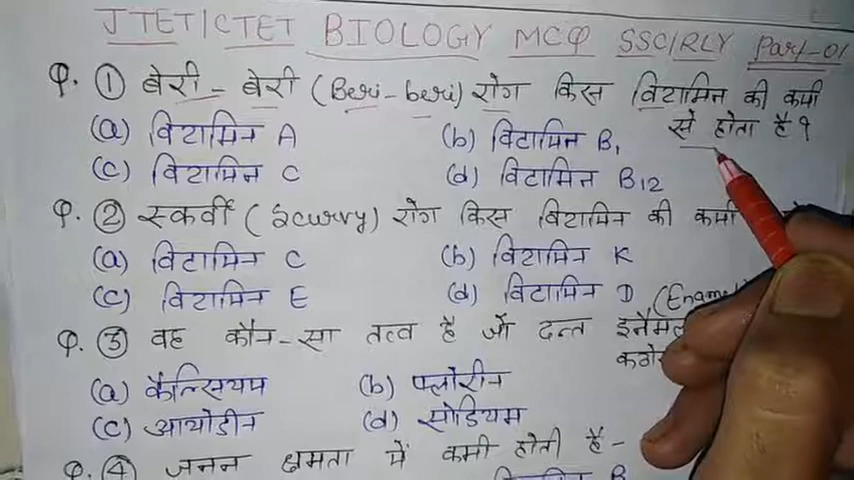 JTET/CTET BIOLOGY MCQ SSC/RLY Part-01
Q. ① बेरी - बेरी (Beri-beri) रोग किस विटामिन की कमी
से होता है?
(a) विटामिन A (b) विटामिन B₁
(c) विटामिन C (d) विटामिन B12
Q. ② स्कर्वी (Scurvy) रोग किस विटामिन की कमी
(a) विटामिन C (b) विटामिन K
(c) विटामिन E (d) विटामिन D
Q. ③ वह कौन-सा तत्व है जो दन्त इनैमल (Enamel
(a) कैल्सियम (b) फ्लोरीन
(c) आयोडीन (d) सोडियम
Q. ④ जनन क्षमता में कमी होती है-
विटामिन B